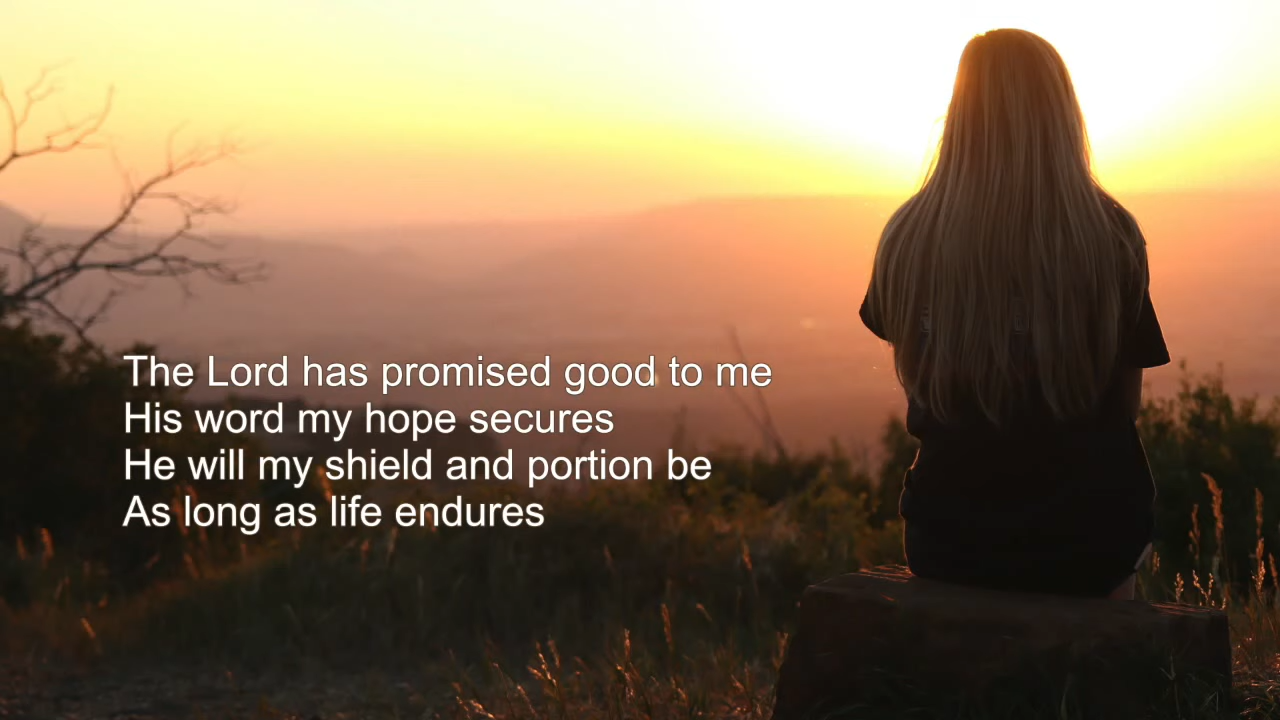 The Lord has promised good to me
His word my hope secures
He will my shield and portion be
As long as life endures